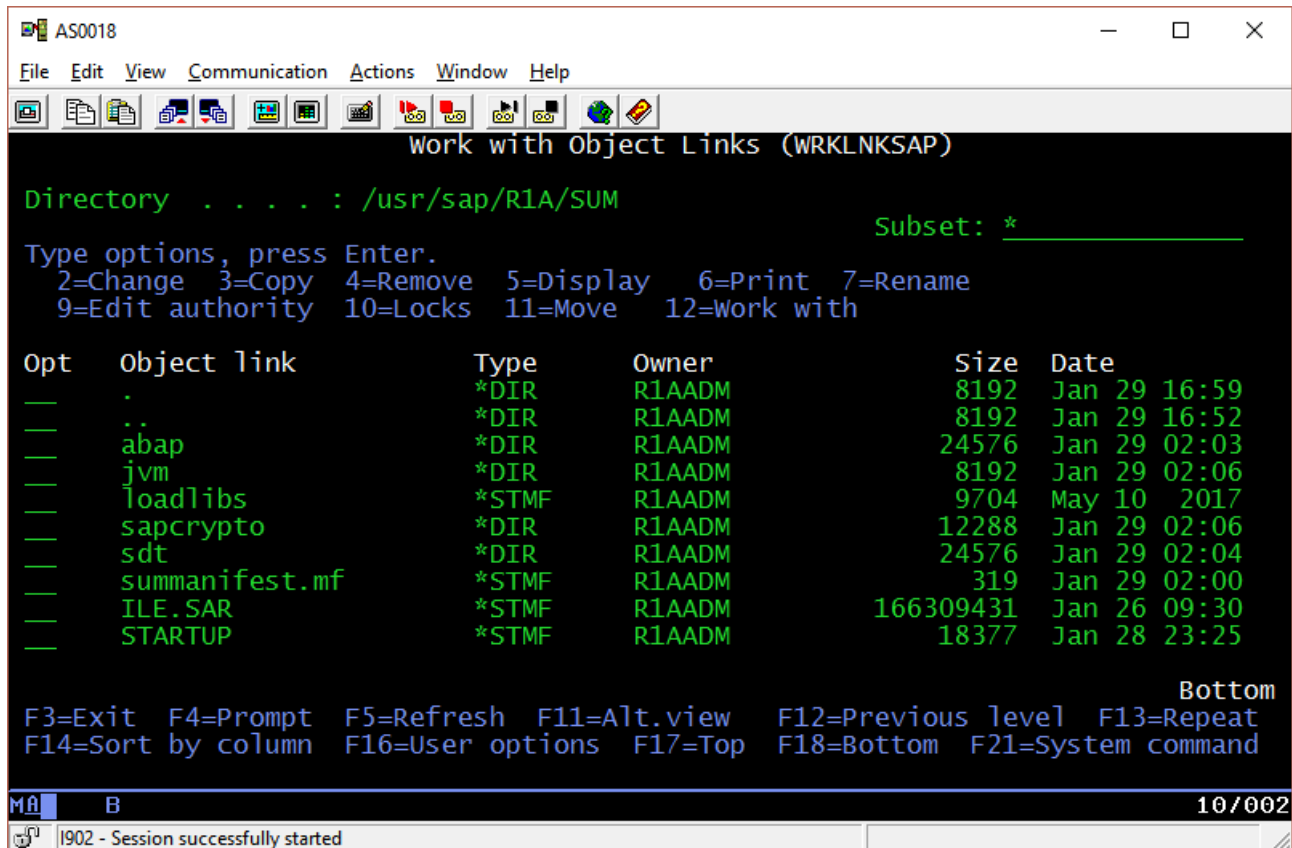 AS0018
File Edit View Communication Actions Window Help
Work with Object Links (WRKLNKSAP)
Directory . . . . : /usr/sap/R1A/SUM
Subset: *
Type options, press Enter.
2=Change 3=Copy 4=Remove 5=Display 6=Print 7=Rename
9=Edit authority 10=Locks 11=Move 12=Work with
Opt Object link Type Owner Size Date
. *DIR R1AADM 8192 Jan 29 16:59
.. *DIR R1AADM 8192 Jan 29 16:52
abap *DIR R1AADM 24576 Jan 29 02:03
jvm *DIR R1AADM 8192 Jan 29 02:06
loadlibs *STMF R1AADM 9704 May 10 2017
sapcrypto *DIR R1AADM 12288 Jan 29 02:06
sdt *DIR R1AADM 24576 Jan 29 02:04
summanifest.mf *STMF R1AADM 319 Jan 29 02:00
ILE.SAR *STMF R1AADM 166309431 Jan 26 09:30
STARTUP *STMF R1AADM 18377 Jan 28 23:25
Bottom
F3=Exit F4=Prompt F5=Refresh F11=Alt.view F12=Previous level F13=Repeat
F14=Sort by column F16=User options F17=Top F18=Bottom F21=System command
MA B 10/002
I902 - Session successfully started